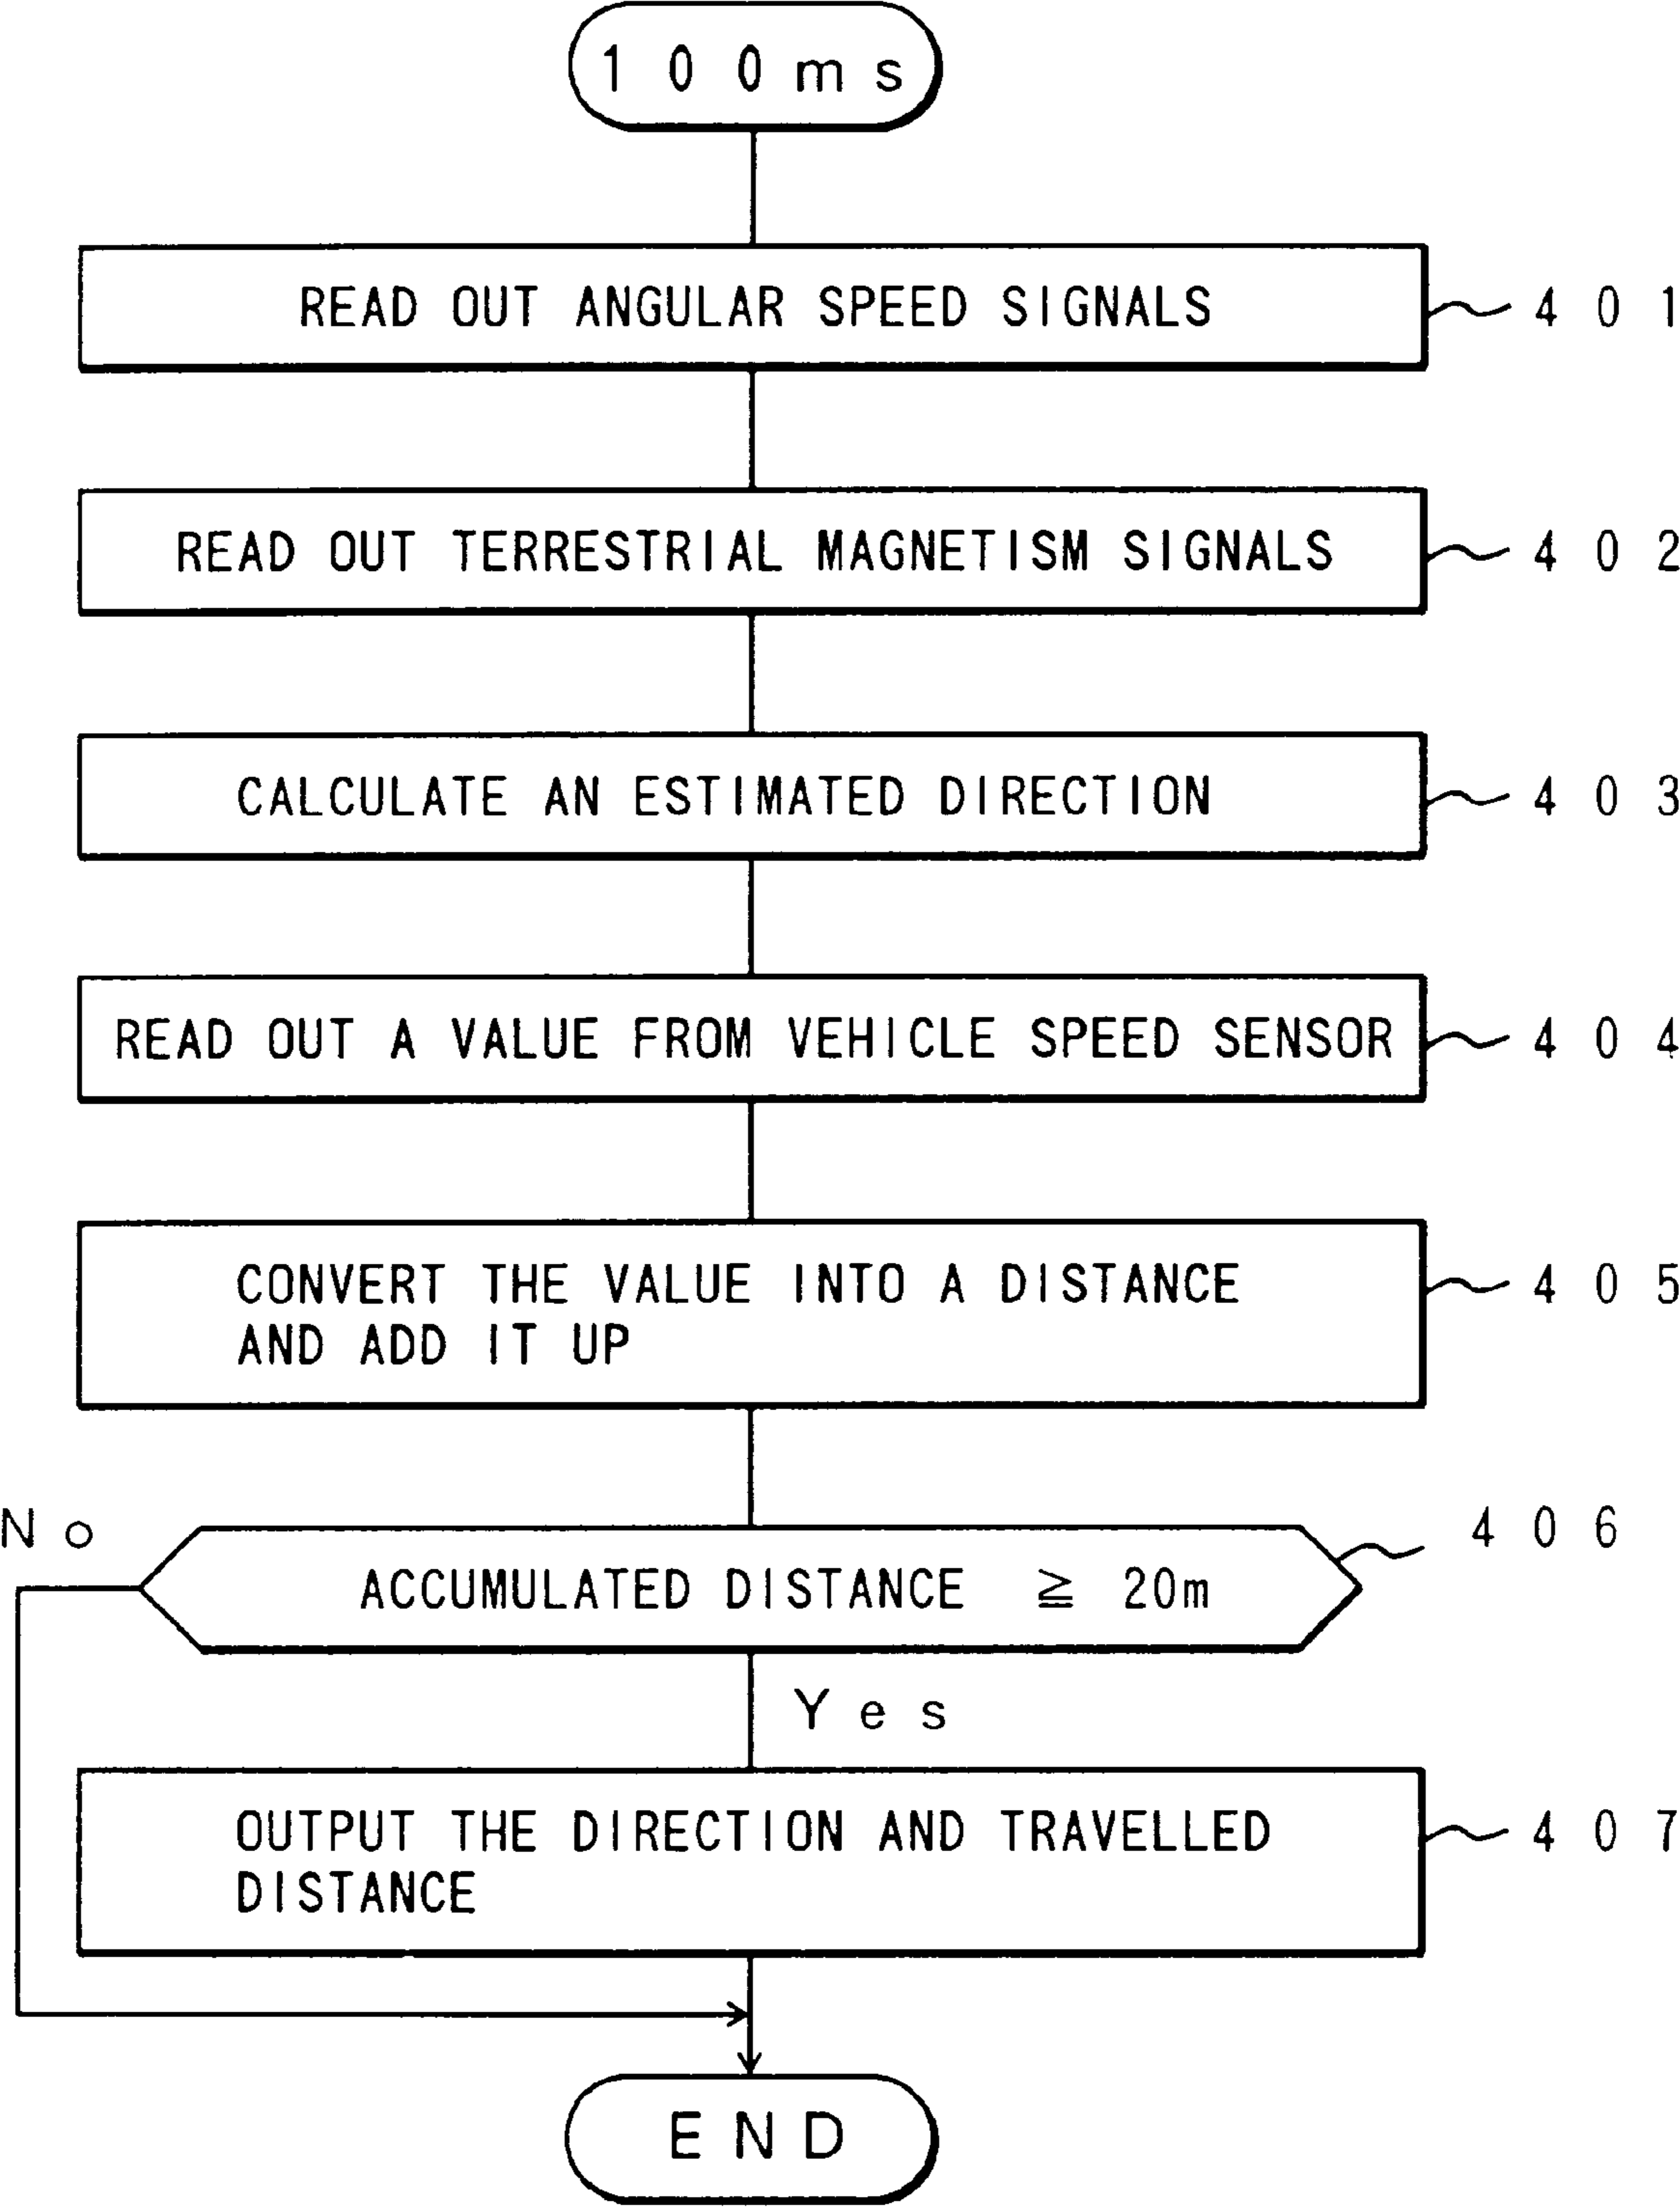 100ms
READ OUT ANGULAR SPEED SIGNALS
401
READ OUT TERRESTRIAL MAGNETISM SIGNALS
402
CALCULATE AN ESTIMATED DIRECTION
403
READ OUT A VALUE FROM VEHICLE SPEED SENSOR
404
CONVERT THE VALUE INTO A DISTANCE
AND ADD IT UP
405
No
406
ACCUMULATED DISTANCE ≧ 20m
Yes
OUTPUT THE DIRECTION AND TRAVELLED
DISTANCE
407
END